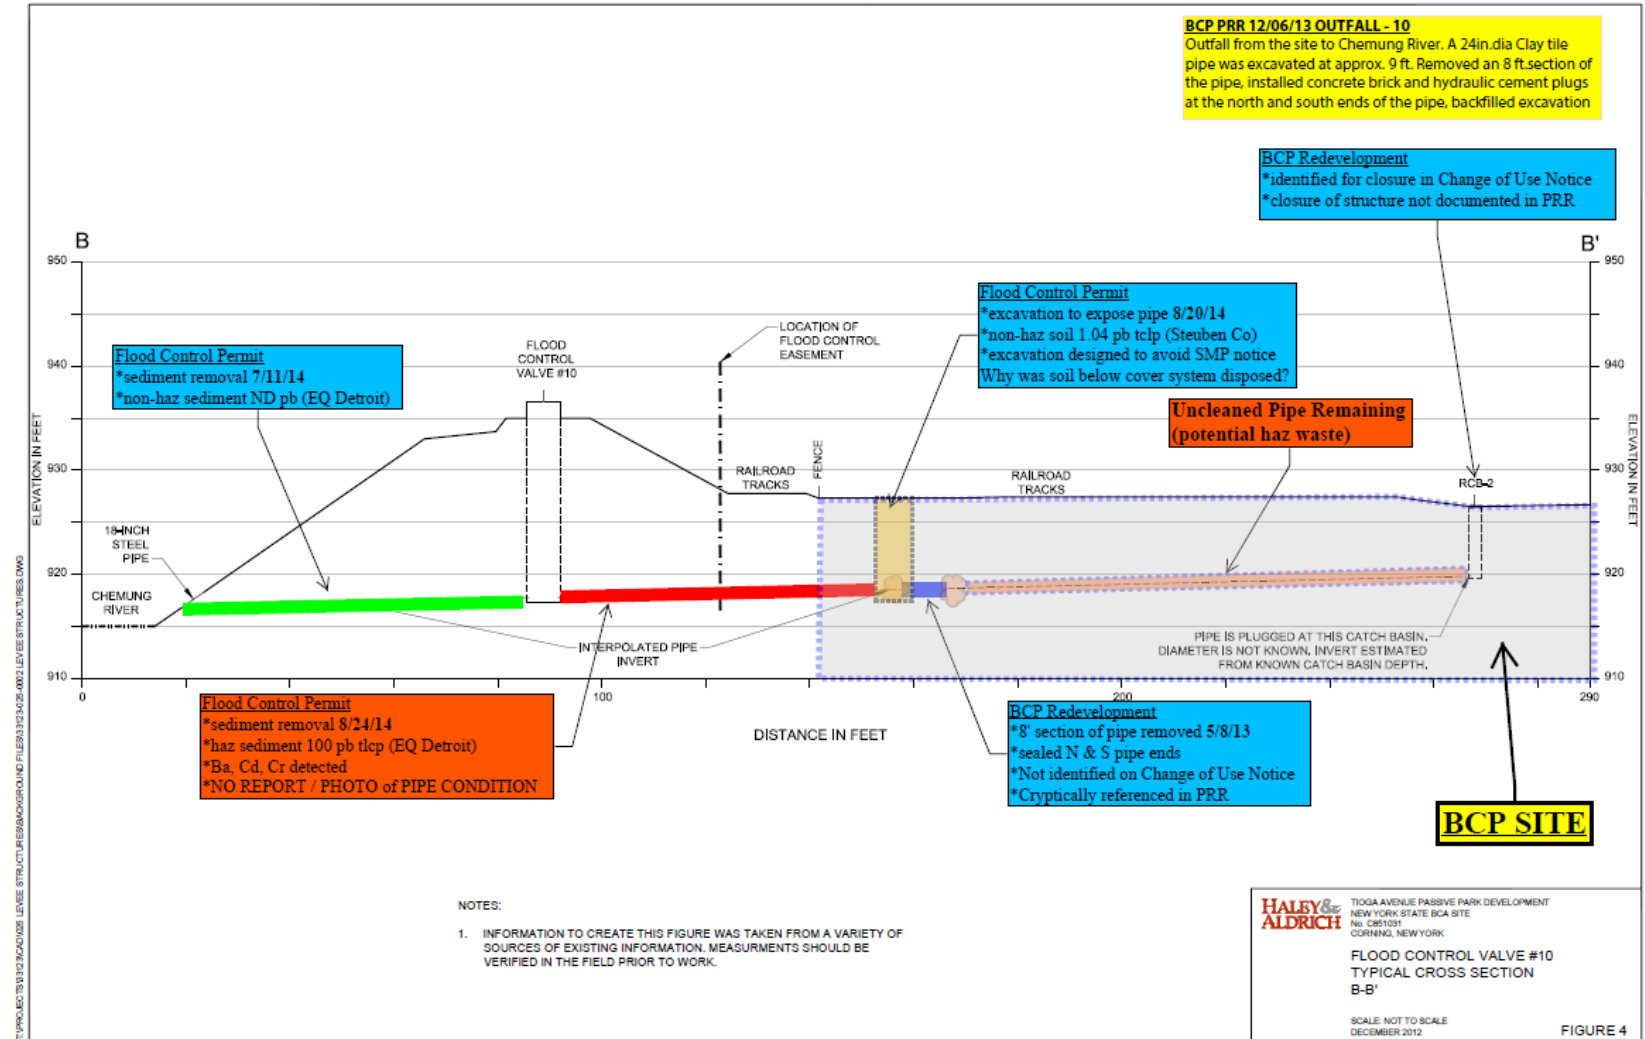 BCP PRR 12/06/13 OUTFALL - 10
Outfall from the site to Chemung River. A 24in.dia Clay tile
pipe was excavated at approx. 9 ft. Removed an 8 ft.section of
the pipe, installed concrete brick and hydraulic cement plugs
at the north and south ends of the pipe, backfilled excavation
BCP Redevelopment
*identified for closure in Change of Use Notice
*closure of structure not documented in PRR
B
B'
950
950
Flood Control Permit
*excavation to expose pipe 8/20/14
*non-haz soil 1.04 pb tclp (Steuben Co)
*excavation designed to avoid SMP notice
Why was soil below cover system disposed?
LOCATION OF
FLOOD CONTROL
EASEMENT
FLOOD
CONTROL
VALVE #10
Flood Control Permit
*sediment removal 7/11/14
*non-haz sediment ND pb (EQ Detroit)
940
940
Uncleaned Pipe Remaining
(potential haz waste)
ELEVATION IN FEET
ELEVATION IN FEET
FENCE
930
930
RAILROAD
TRACKS
RAILROAD
TRACKS
RCB-2
18-INCH
STEEL
PIPE
920
920
CHEMUNG
RIVER
INTERPOLATED PIPE
INVERT
PIPE IS PLUGGED AT THIS CATCH BASIN.
DIAMETER IS NOT KNOWN. INVERT ESTIMATED
FROM KNOWN CATCH BASIN DEPTH.
910
910
0
100
200
290
DISTANCE IN FEET
Flood Control Permit
*sediment removal 8/24/14
*haz sediment 100 pb tlcp (EQ Detroit)
*Ba, Cd, Cr detected
*NO REPORT / PHOTO of PIPE CONDITION
BCP Redevelopment
*8' section of pipe removed 5/8/13
*sealed N & S pipe ends
*Not identified on Change of Use Notice
*Cryptically referenced in PRR
BCP SITE
NOTES:
1. INFORMATION TO CREATE THIS FIGURE WAS TAKEN FROM A VARIETY OF
SOURCES OF EXISTING INFORMATION. MEASURMENTS SHOULD BE
VERIFIED IN THE FIELD PRIOR TO WORK.
HALEY&
ALDRICH
TIOGA AVENUE PASSIVE PARK DEVELOPMENT
NEW YORK STATE BCA SITE
No. C851031
CORNING, NEW YORK
FLOOD CONTROL VALVE #10
TYPICAL CROSS SECTION
B-B'
SCALE: NOT TO SCALE
DECEMBER 2012
FIGURE 4